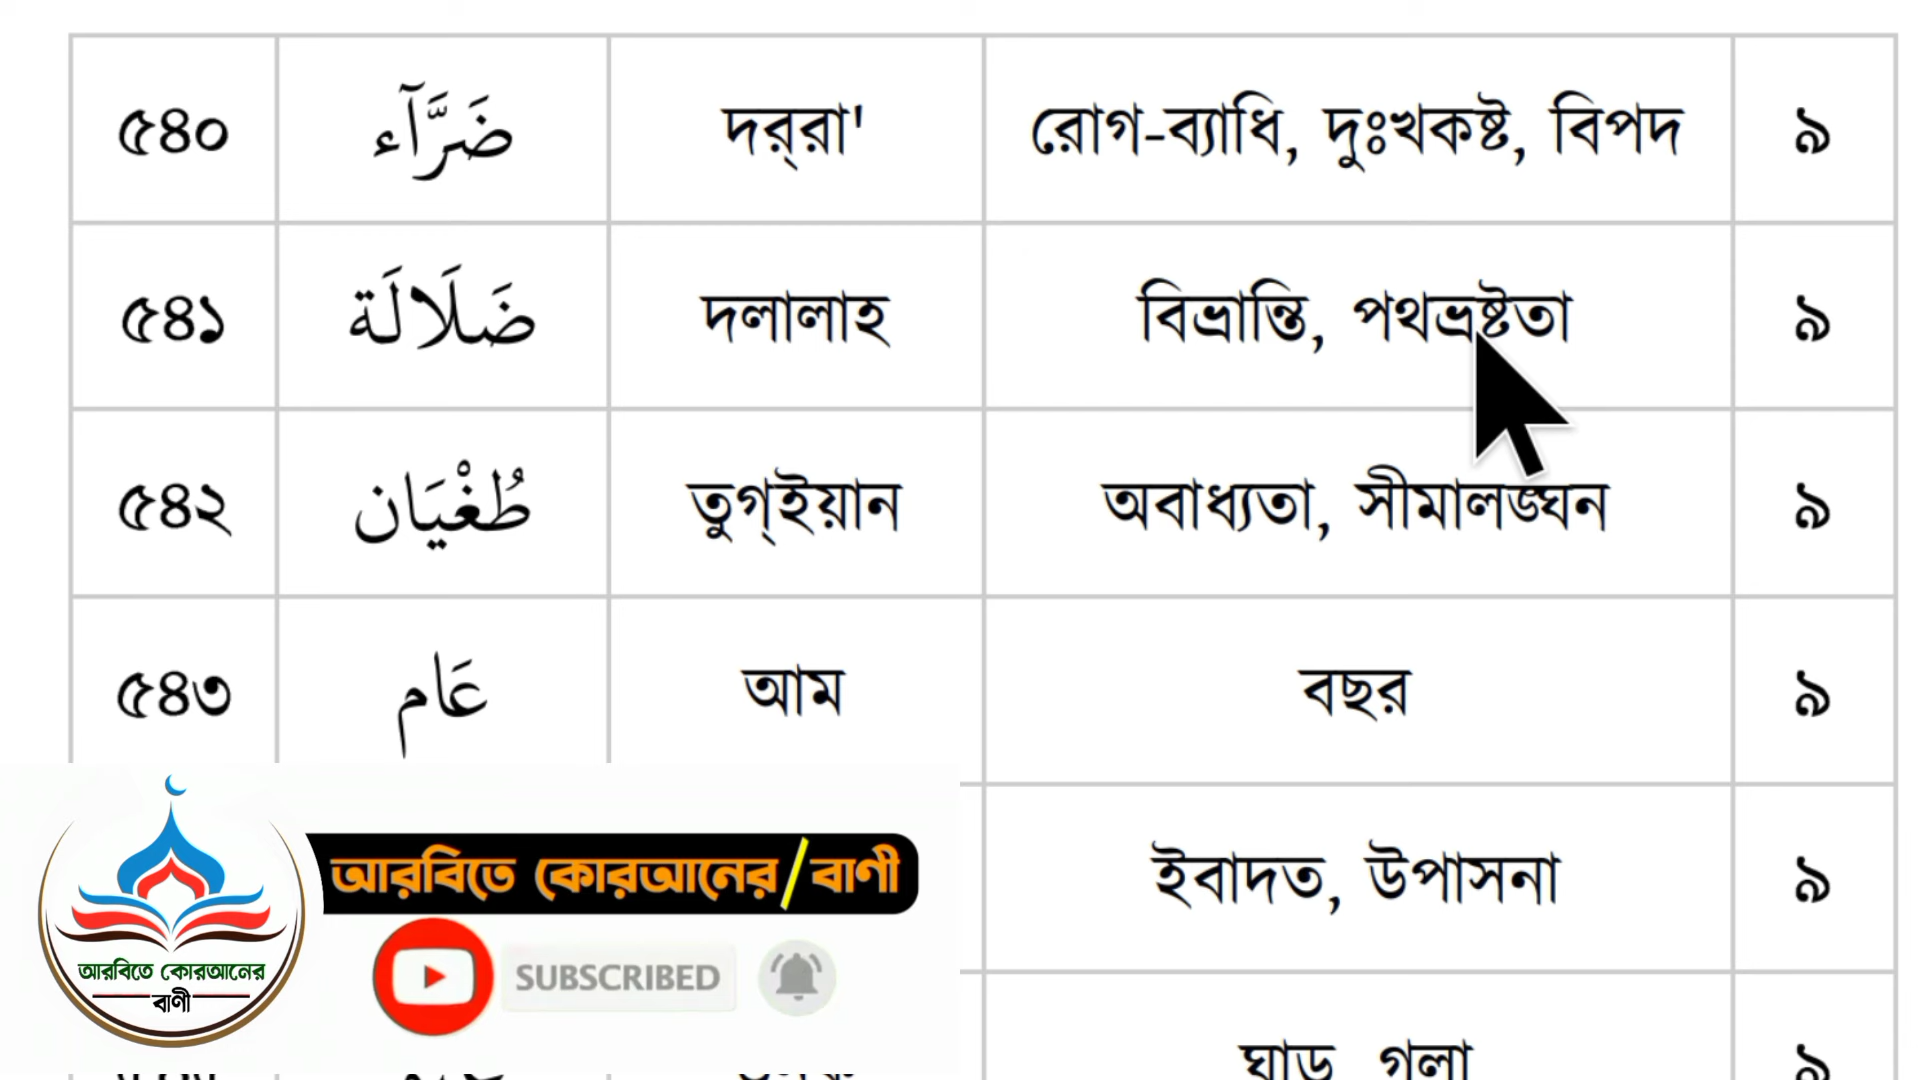 ৫৪০ ضَرَّآء দর্‌রা' রোগ-ব্যাধি, দুঃখকষ্ট, বিপদ ৯
৫৪১ ضَلَالَة দলালাহ বিভ্রান্তি, পথভ্রষ্টতা ৯
৫৪২ طُغْيَان তুগ্‌ইয়ান অবাধ্যতা, সীমালঙ্ঘন ৯
৫৪৩ عَام আম বছর ৯
ইবাদত, উপাসনা ৯
আরবিতে কোরআনের/বাণী
আরবিতে কোরআনের
বাণী
SUBSCRIBED
ঘাড় গলা ৯